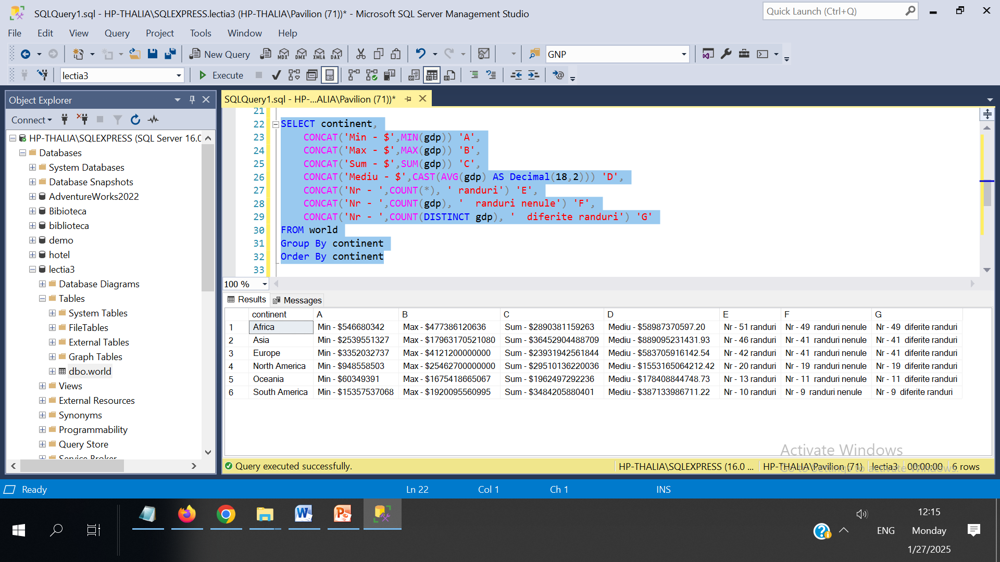 SQLQuery1.sql - HP-THALIA\SQLEXPRESS.lectia3 (HP-THALIA\Pavilion (71))* - Microsoft SQL Server Management Studio
Quick Launch (Ctrl+Q)
File Edit View Query Project Tools Window Help
New Query MDX DMX XMLA DAX GNP
lectia3 Execute
Object Explorer
Connect
HP-THALIA\SQLEXPRESS (SQL Server 16.0
Databases
System Databases
Database Snapshots
AdventureWorks2022
Bibioteca
biblioteca
demo
hotel
lectia3
Database Diagrams
Tables
System Tables
FileTables
External Tables
Graph Tables
dbo.world
Views
External Resources
Synonyms
Programmability
Query Store
Service Broker
SQLQuery1.sql - HP-...ALIA\Pavilion (71))*
21
22 SELECT continent,
23 CONCAT('Min - $',MIN(gdp)) 'A',
24 CONCAT('Max - $',MAX(gdp)) 'B',
25 CONCAT('Sum - $',SUM(gdp)) 'C',
26 CONCAT('Mediu - $',CAST(AVG(gdp) AS Decimal(18,2))) 'D',
27 CONCAT('Nr - ',COUNT(*), ' randuri') 'E',
28 CONCAT('Nr - ',COUNT(gdp), '  randuri nenule') 'F',
29 CONCAT('Nr - ',COUNT(DISTINCT gdp), '  diferite randuri') 'G'
30 FROM world
31 Group By continent
32 Order By continent
33
100 %
Results Messages
continent A B C D E F G
1 Africa Min - $546680342 Max - $477386120636 Sum - $2890381159263 Mediu - $58987370597.20 Nr - 51 randuri Nr - 49  randuri nenule Nr - 49  diferite randuri
2 Asia Min - $2539551327 Max - $17963170521080 Sum - $36452904488709 Mediu - $889095231431.93 Nr - 46 randuri Nr - 41  randuri nenule Nr - 41  diferite randuri
3 Europe Min - $3352032737 Max - $4121200000000 Sum - $23931942561844 Mediu - $583705916142.54 Nr - 42 randuri Nr - 41  randuri nenule Nr - 41  diferite randuri
4 North America Min - $948558503 Max - $25462700000000 Sum - $29510136220036 Mediu - $1553165064212.42 Nr - 20 randuri Nr - 19  randuri nenule Nr - 19  diferite randuri
5 Oceania Min - $60349391 Max - $1675418665067 Sum - $1962497292236 Mediu - $178408844748.73 Nr - 13 randuri Nr - 11  randuri nenule Nr - 11  diferite randuri
6 South America Min - $15357537068 Max - $1920095560995 Sum - $3484205880401 Mediu - $387133986711.22 Nr - 10 randuri Nr - 9  randuri nenule Nr - 9  diferite randuri
Activate Windows
Go to Settings to activate Windows.
Query executed successfully. HP-THALIA\SQLEXPRESS (16.0 ... HP-THALIA\Pavilion (71) lectia3 00:00:00 6 rows
Ready Ln 22 Col 1 Ch 1 INS
12:15
ENG Monday
1/27/2025